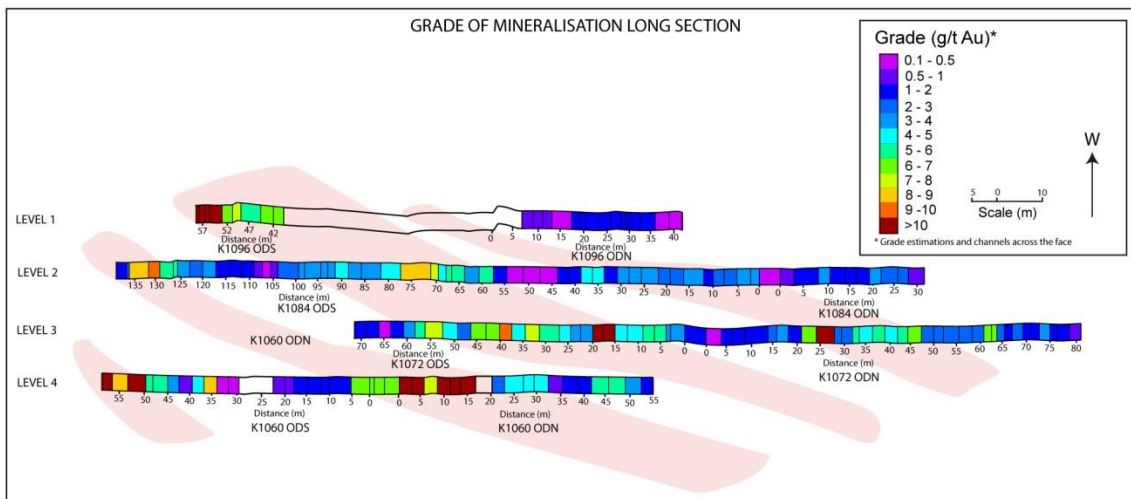 GRADE OF MINERALISATION LONG SECTION
Grade (g/t Au)*
0.1 - 0.5
0.5 - 1
1 - 2
2 - 3
3 - 4
4 - 5
5 - 6
6 - 7
7 - 8
8 - 9
9 - 10
>10
W
5 0 10
Scale (m)
* Grade estimations and channels across the face
LEVEL 1
57 52 47 42 0 5 10 15 20 25 30 35 40
Distance (m) Distance (m)
K1096 ODS K1096 ODN
LEVEL 2
135 130 125 120 115 110 105 100 95 90 85 80 75 70 65 60 55 50 45 40 35 30 25 20 15 10 5 0 0 5 10 15 20 25 30
Distance (m) Distance (m)
K1084 ODS K1084 ODN
LEVEL 3
K1060 ODN
70 65 60 55 50 45 40 35 30 25 20 15 10 5 0 0 5 10 15 20 25 30 35 40 45 50 55 60 65 70 75 80
Distance (m) Distance (m)
K1072 ODS K1072 ODN
LEVEL 4
55 50 45 40 35 30 25 20 15 10 5 0 0 5 10 15 20 25 30 35 40 45 50 55
Distance (m) Distance (m)
K1060 ODS K1060 ODN